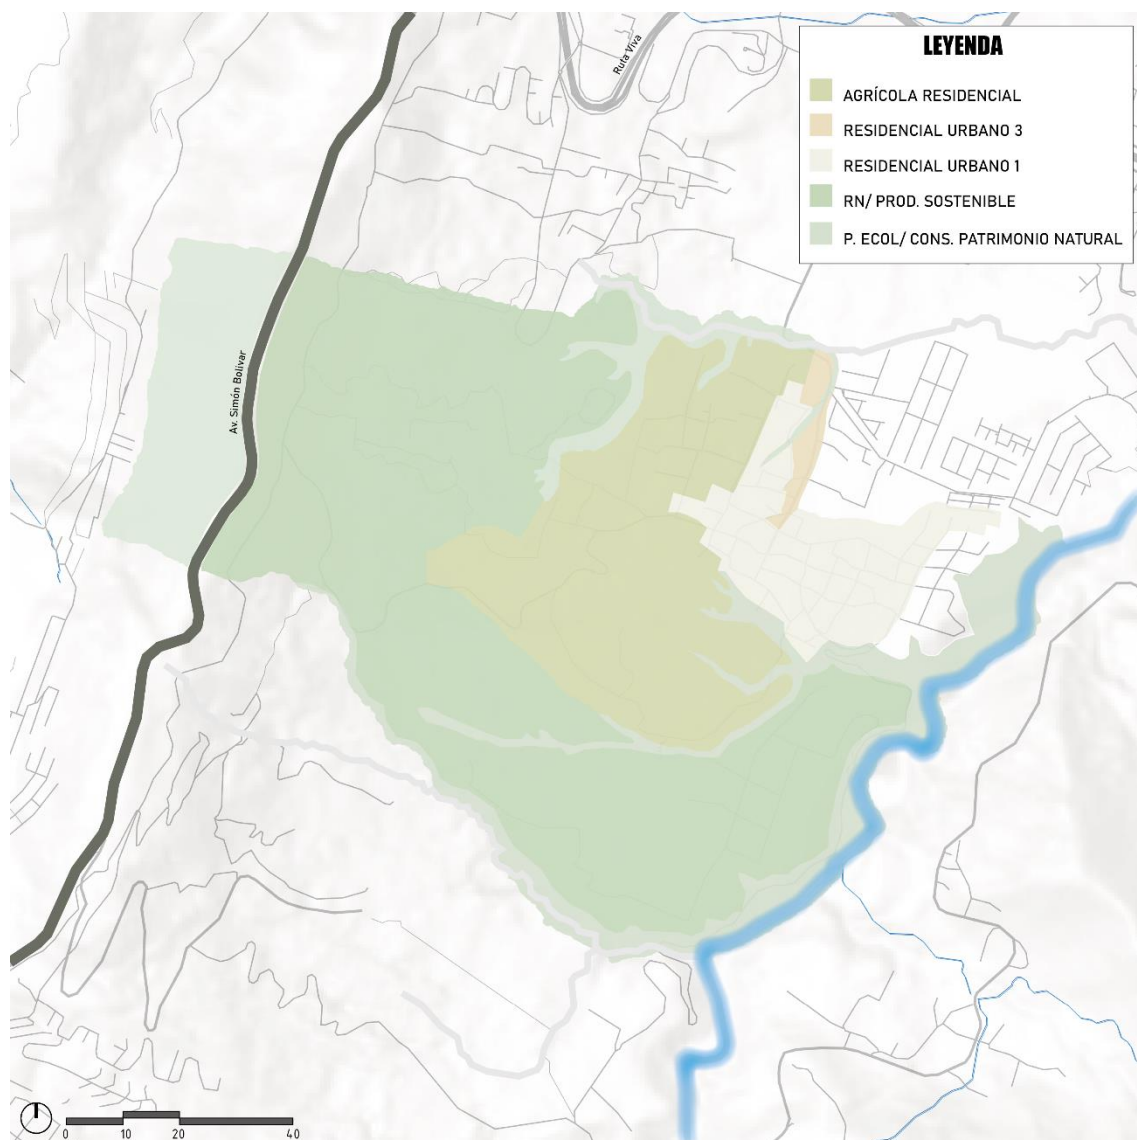 Ruta Viva
LEYENDA
AGRÍCOLA RESIDENCIAL
RESIDENCIAL URBANO 3
RESIDENCIAL URBANO 1
RN/ PROD. SOSTENIBLE
P. ECOL/ CONS. PATRIMONIO NATURAL
Av. Simón Bolívar
0 10 20 40